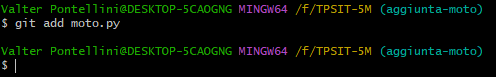 Valter Pontellini@DESKTOP-5CAOGNG MINGW64 /f/TPSIT-5M (aggiunta-moto)
$ git add moto.py
Valter Pontellini@DESKTOP-5CAOGNG MINGW64 /f/TPSIT-5M (aggiunta-moto)
$